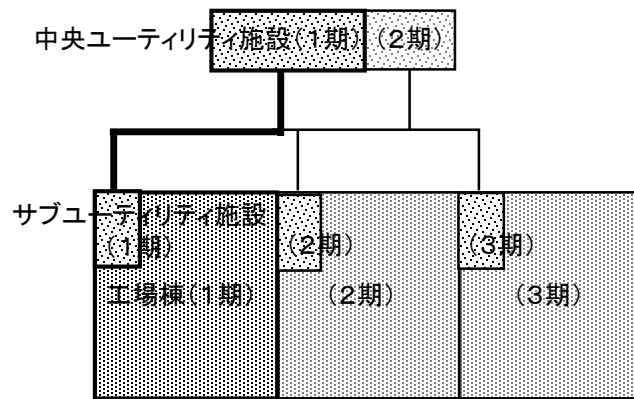 中央ユーティリティ施設(1期)(2期)
サブユーティリティ施設
(1期)
(2期)
(3期)
工場棟(1期)
(2期)
(3期)